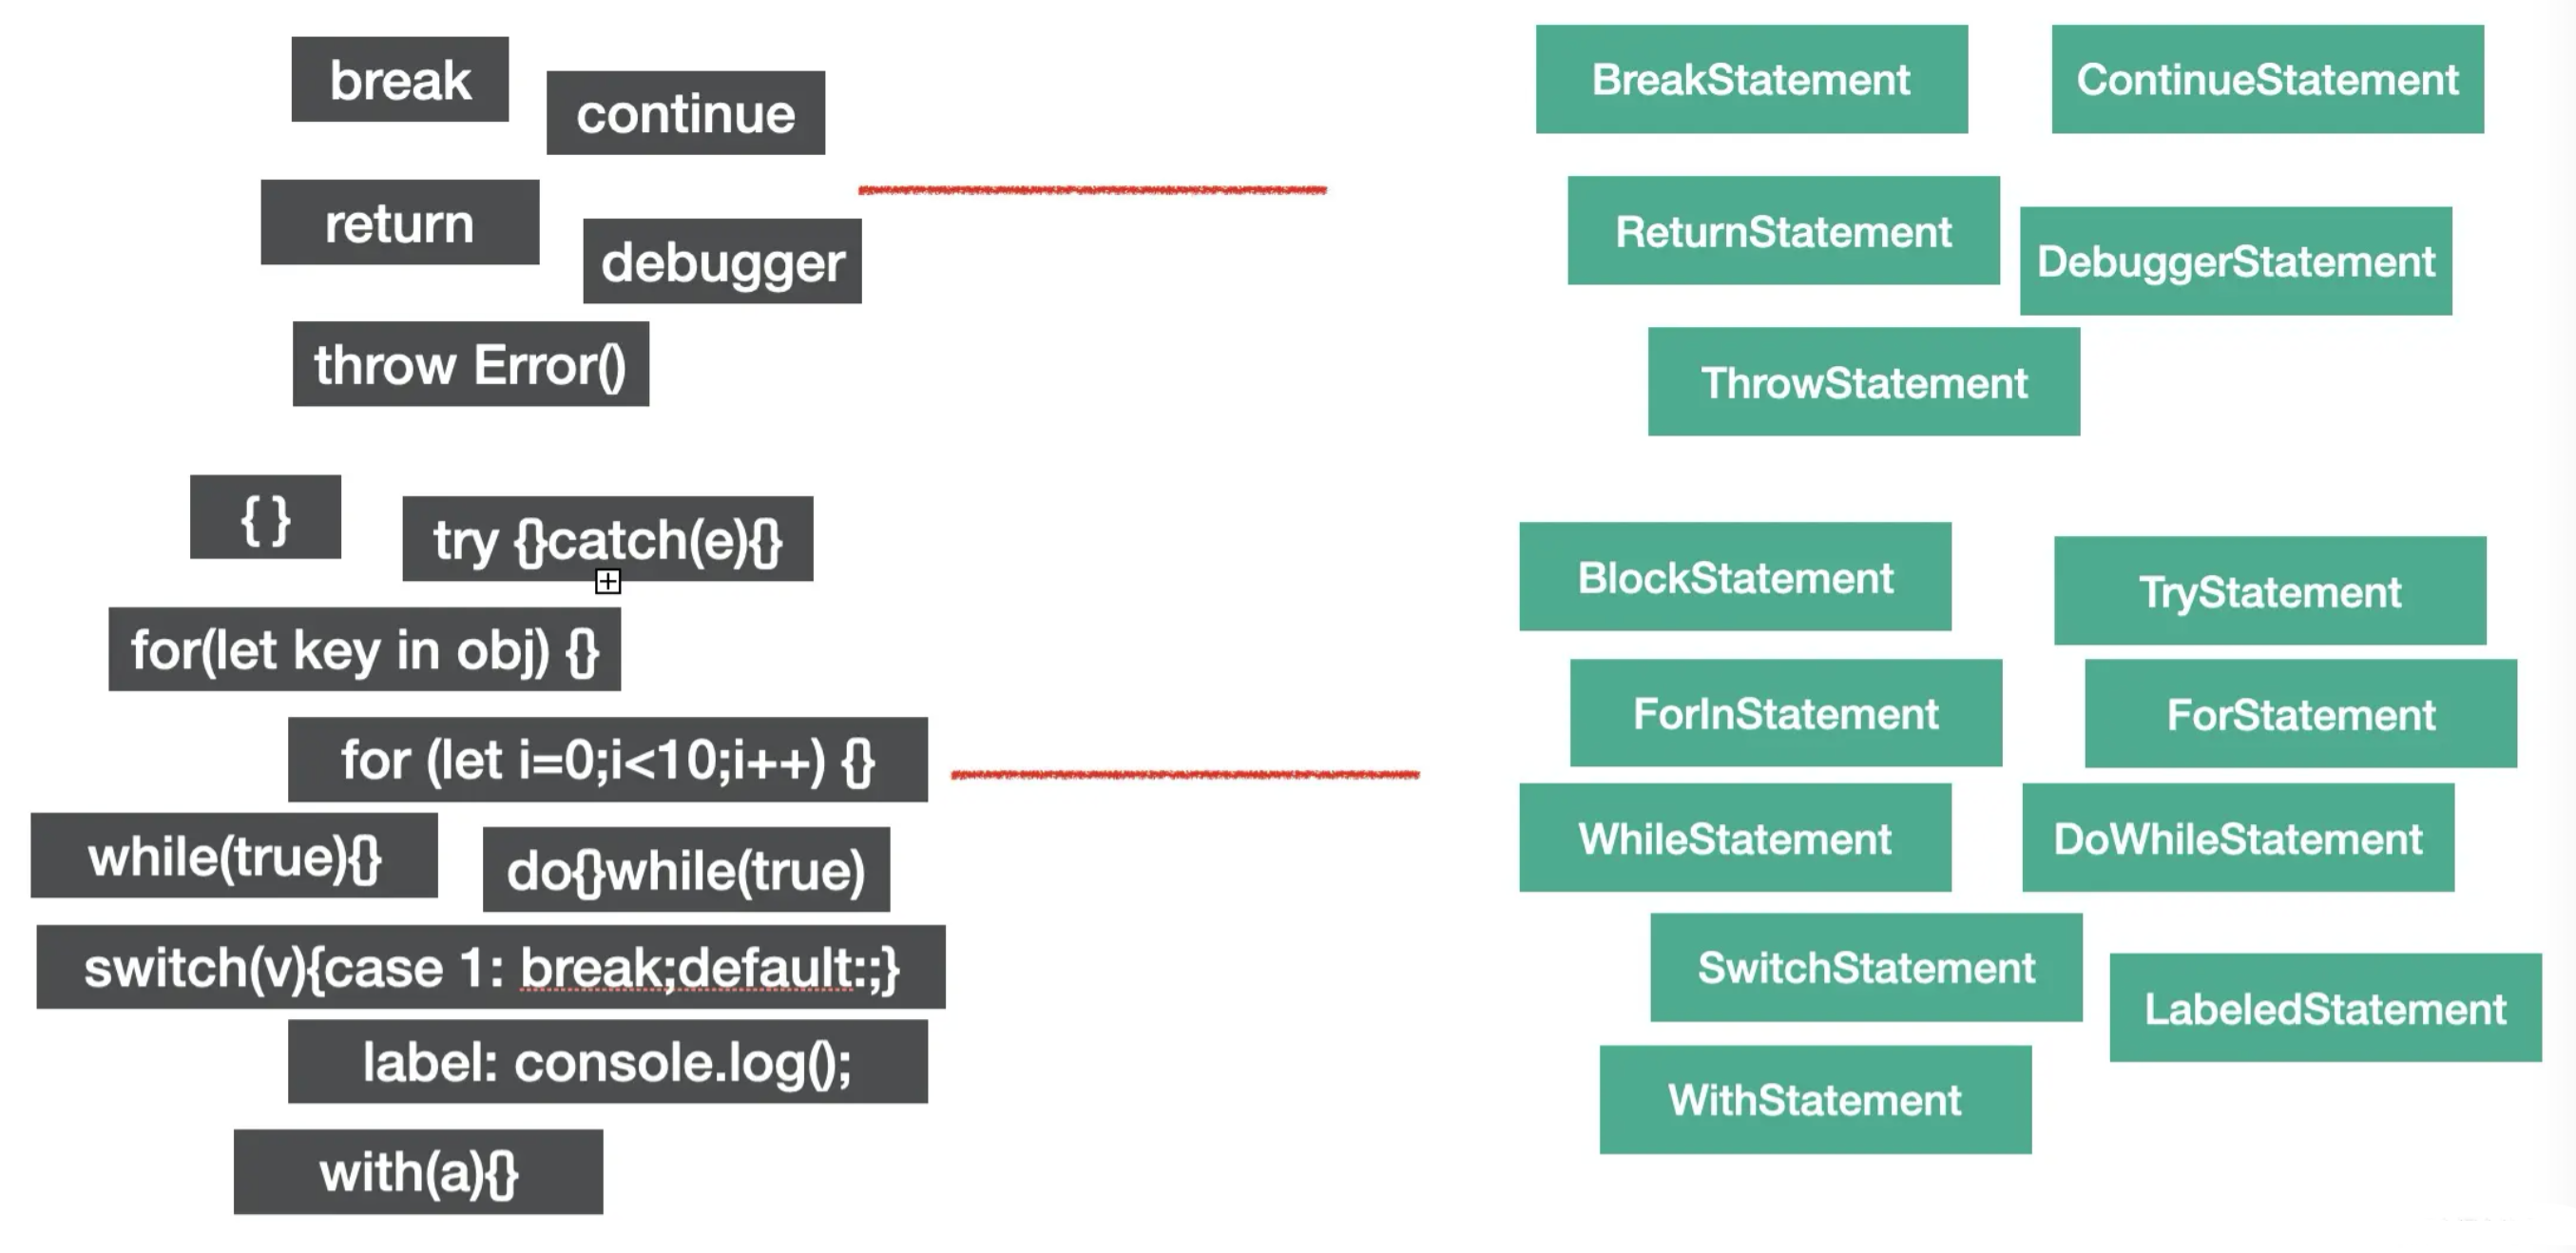 break
continue
return
debugger
throw Error()
{ }
try {}catch(e){}
for(let key in obj) {}
for (let i=0;i<10;i++) {}
while(true){}
do{}while(true)
switch(v){case 1: break;default:;}
label: console.log();
with(a){}
BreakStatement
ContinueStatement
ReturnStatement
DebuggerStatement
ThrowStatement
BlockStatement
TryStatement
ForInStatement
ForStatement
WhileStatement
DoWhileStatement
SwitchStatement
LabeledStatement
WithStatement